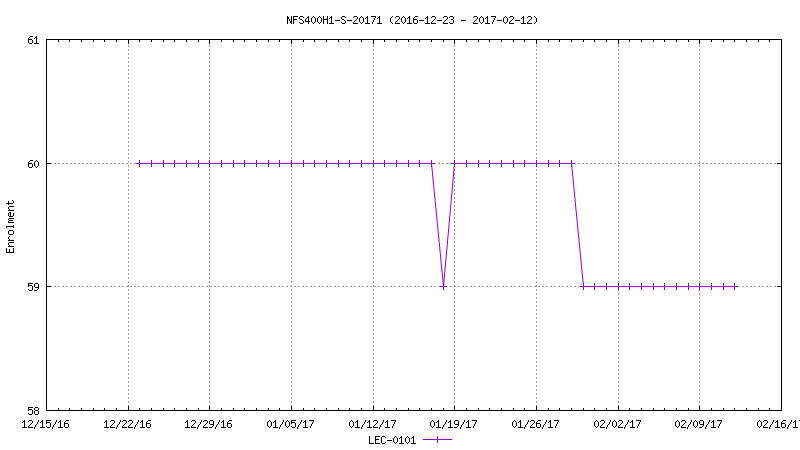 NFS400H1-S-20171 (2016-12-23 - 2017-02-12)
61
60
59
58
Enrolment
12/15/16 12/22/16 12/29/16 01/05/17 01/12/17 01/19/17 01/26/17 02/02/17 02/09/17 02/16/17
LEC-0101